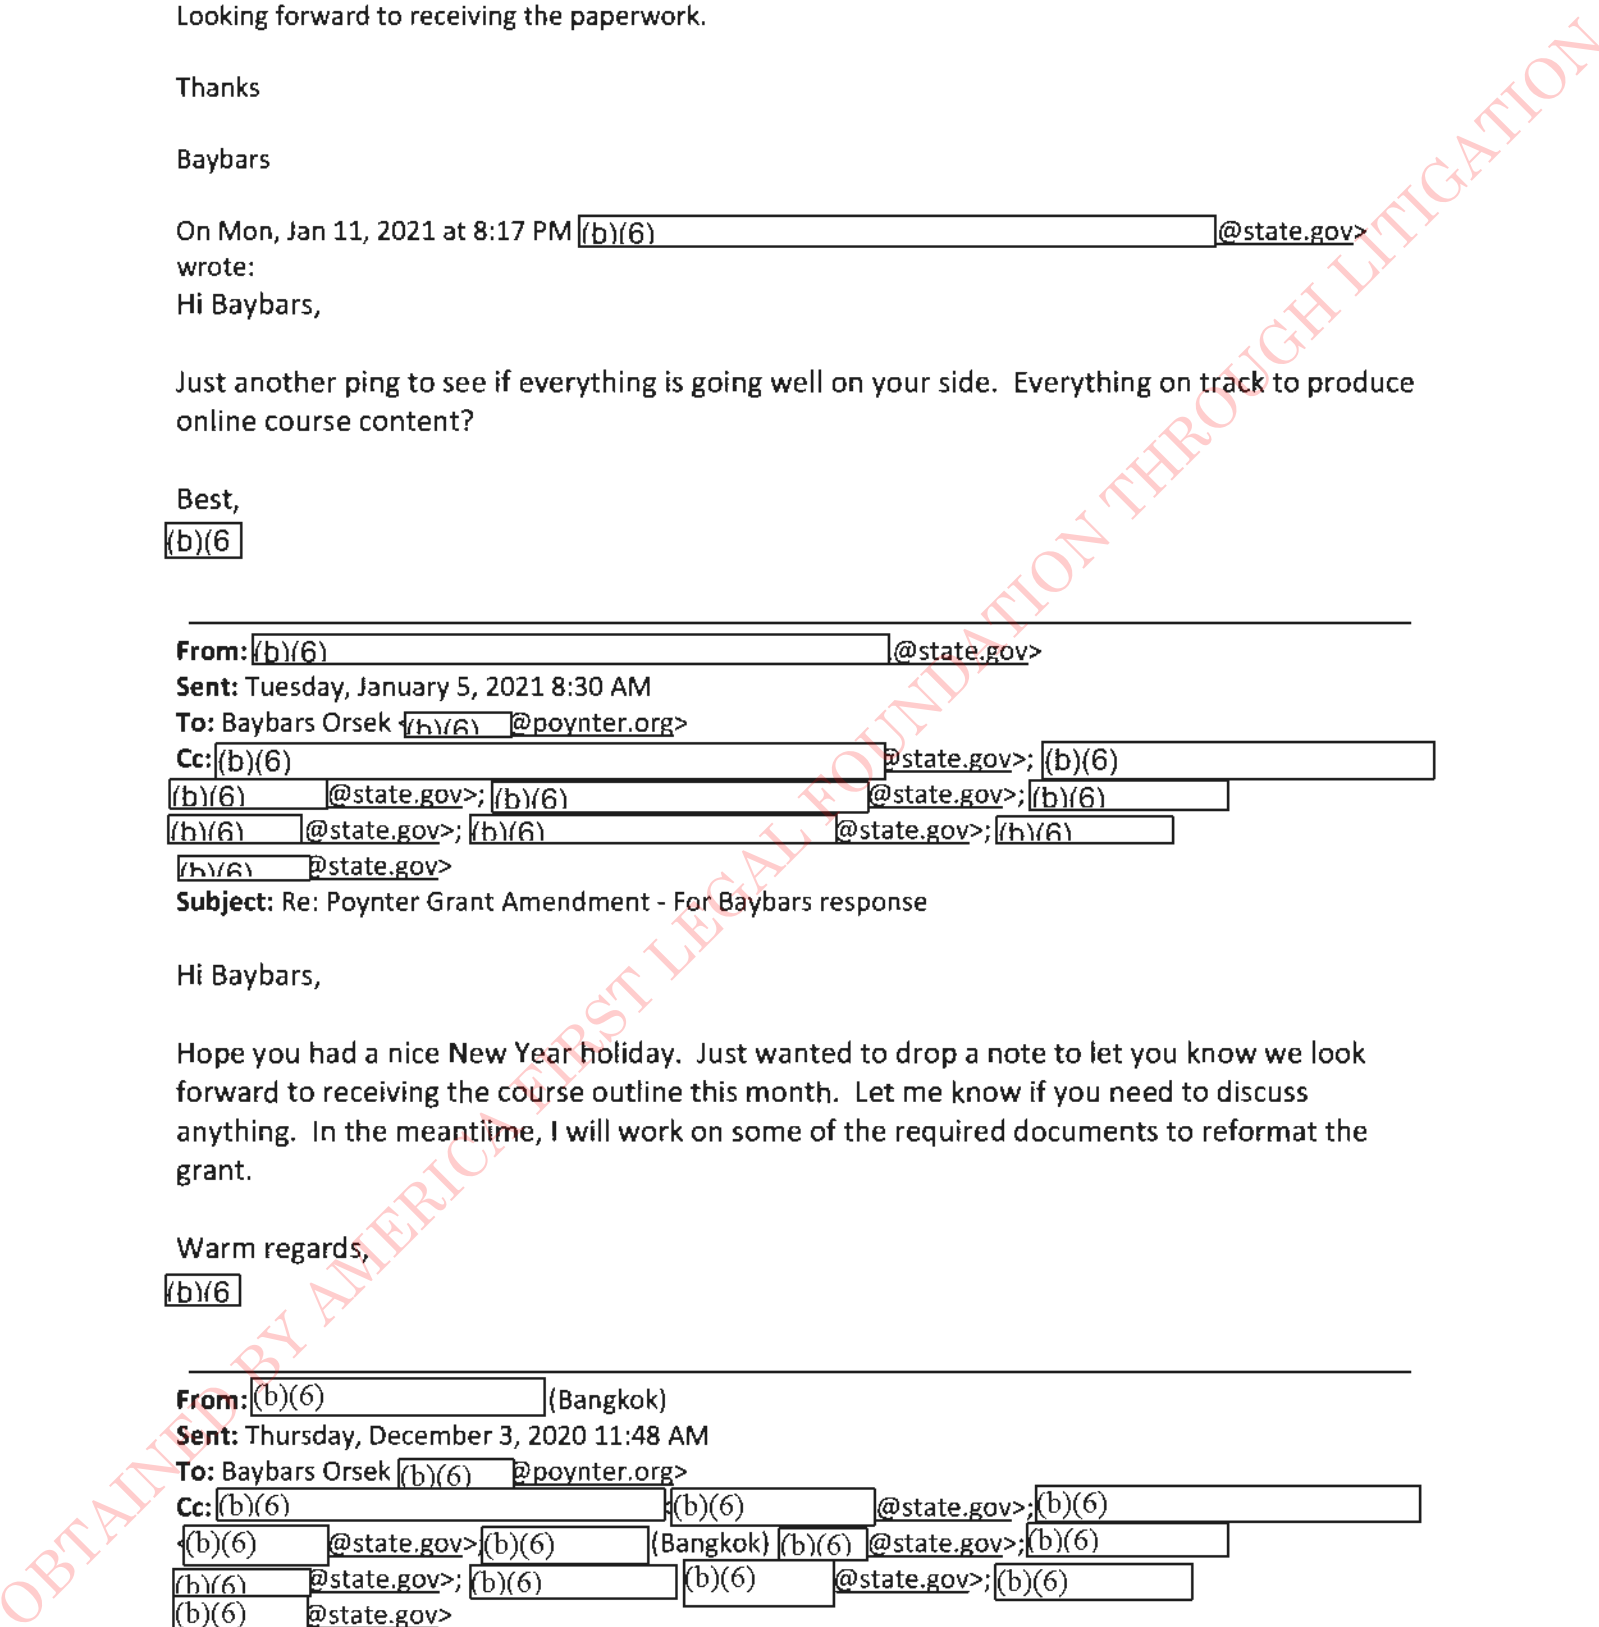 Looking forward to receiving the paperwork.
Thanks
Baybars
On Mon, Jan 11, 2021 at 8:17 PM (b)(6) @state.gov>
wrote:
Hi Baybars,
Just another ping to see if everything is going well on your side. Everything on track to produce
online course content?
Best,
(b)(6
From: (b)(6) @state.gov>
Sent: Tuesday, January 5, 2021 8:30 AM
To: Baybars Orsek <(b)(6) @poynter.org>
Cc: (b)(6) @state.gov>; (b)(6)
(b)(6) @state.gov>; (b)(6) @state.gov>; (b)(6)
(b)(6) @state.gov>; (b)(6) @state.gov>; (b)(6)
(b)(6) @state.gov>
Subject: Re: Poynter Grant Amendment - For Baybars response
Hi Baybars,
Hope you had a nice New Year holiday. Just wanted to drop a note to let you know we look
forward to receiving the course outline this month. Let me know if you need to discuss
anything. In the meantiime, I will work on some of the required documents to reformat the
grant.
Warm regards,
(b)(6
From: (b)(6) (Bangkok)
Sent: Thursday, December 3, 2020 11:48 AM
To: Baybars Orsek (b)(6) @poynter.org>
Cc: (b)(6) <(b)(6) @state.gov>; (b)(6)
<(b)(6) @state.gov>; (b)(6) (Bangkok) (b)(6) @state.gov>; (b)(6)
(b)(6) @state.gov>; (b)(6) (b)(6) @state.gov>; (b)(6)
(b)(6) @state.gov>
OBTAINED BY AMERICA FIRST LEGAL FOUNDATION THROUGH LITIGATION